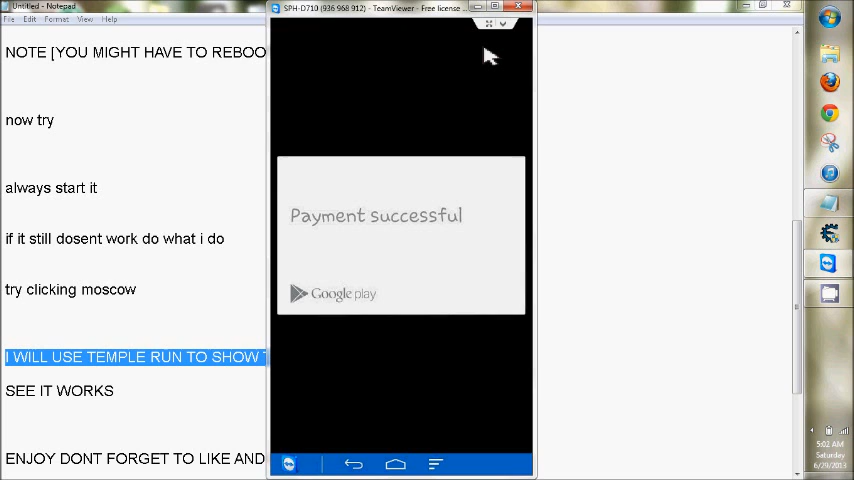 Untitled - Notepad
File Edit Format View Help
NOTE [YOU MIGHT HAVE TO REBOO
now try
always start it
if it still dosent work do what i do
try clicking moscow
I WILL USE TEMPLE RUN TO SHOW T
SEE IT WORKS
ENJOY DONT FORGET TO LIKE AND
SPH-D710 (936 968 912) - TeamViewer - Free license ...
Payment successful
Google play
5:02 AM
Saturday
6/29/2013